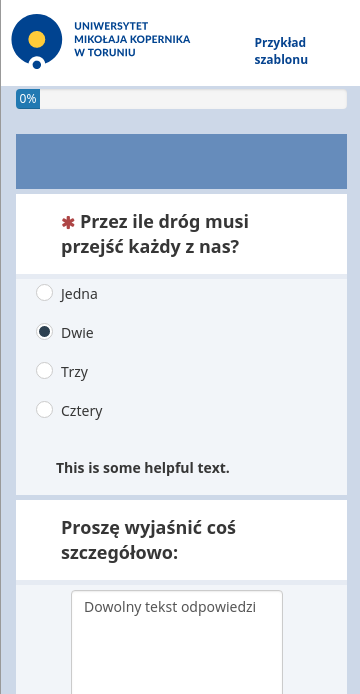 UNIWERSYTET
MIKOŁAJA KOPERNIKA
W TORUNIU
Przykład
szablonu
0%
✱ Przez ile dróg musi
przejść każdy z nas?
Jedna
Dwie
Trzy
Cztery
This is some helpful text.
Proszę wyjaśnić coś
szczegółowo:
Dowolny tekst odpowiedzi